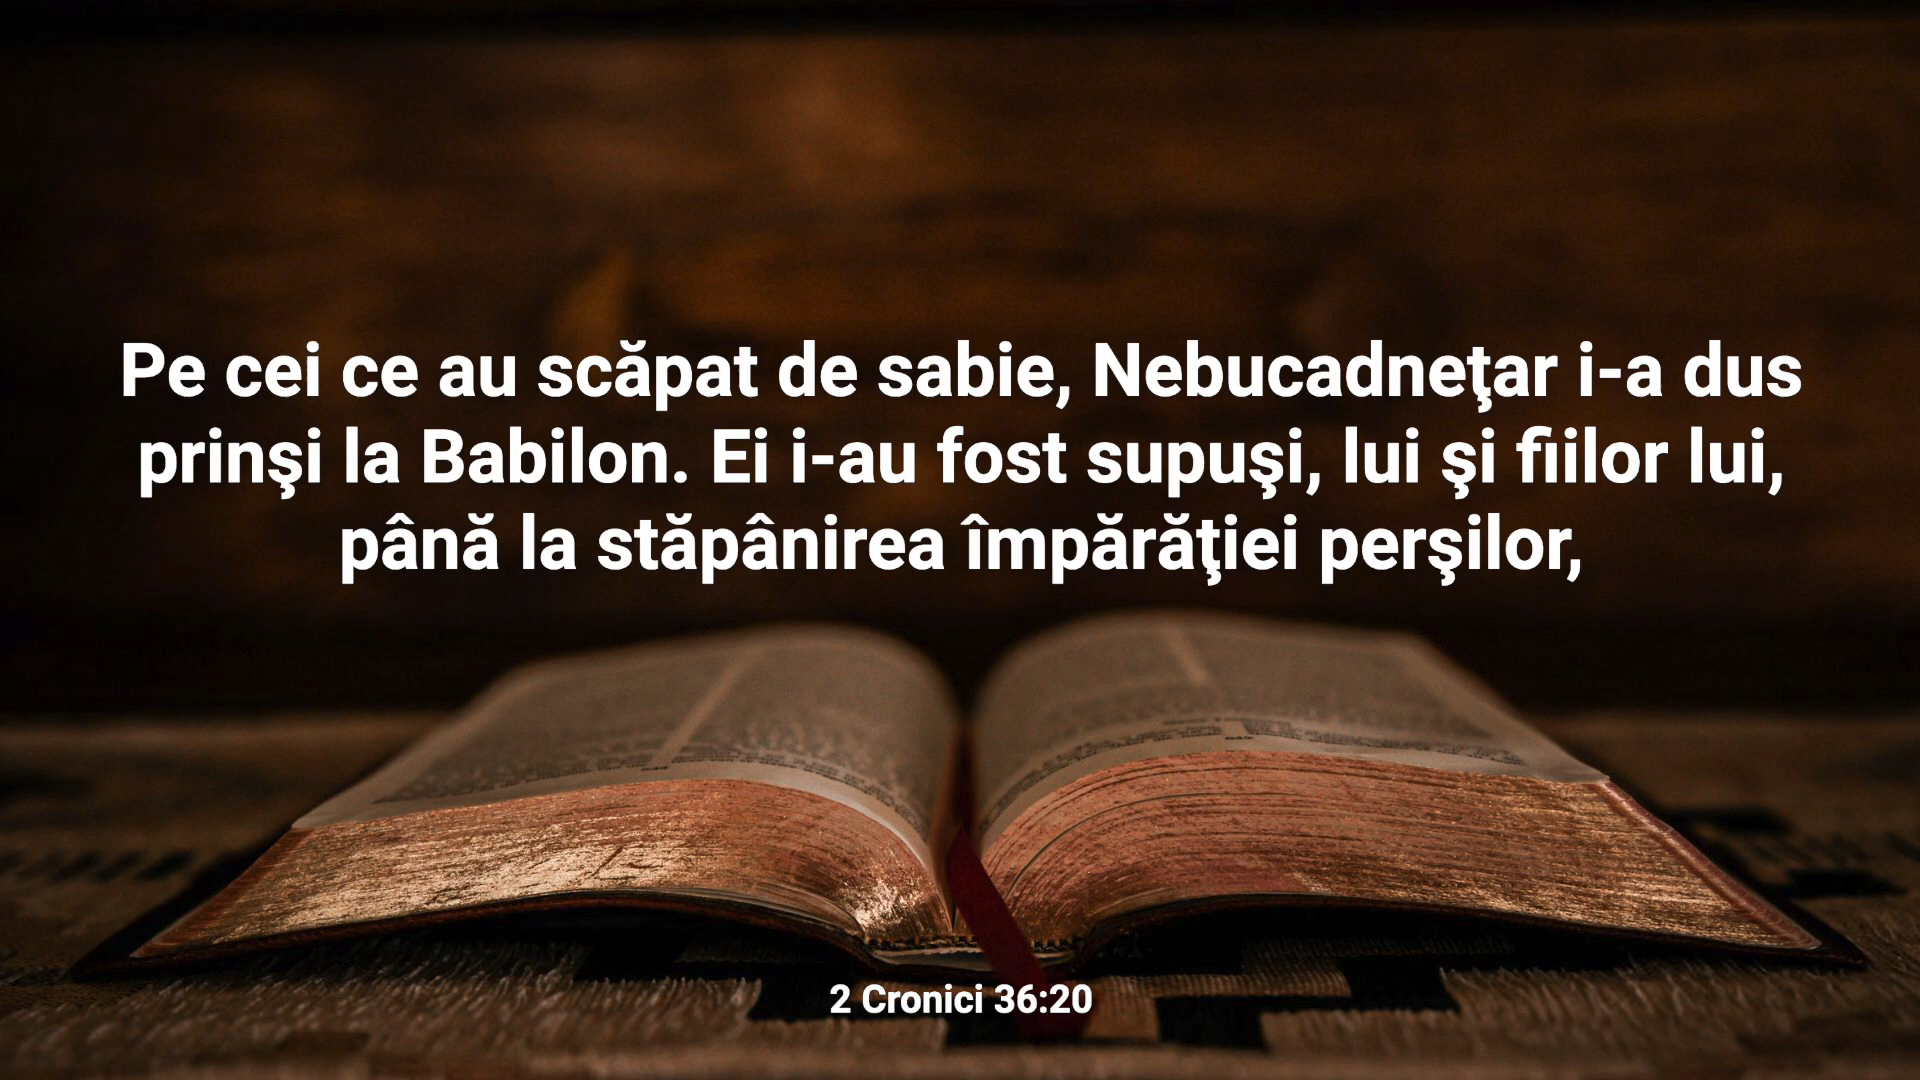 Pe cei ce au scăpat de sabie, Nebucadneţar i-a dus
prinşi la Babilon. Ei i-au fost supuşi, lui şi fiilor lui,
până la stăpânirea împărăţiei perşilor,
2 Cronici 36:20